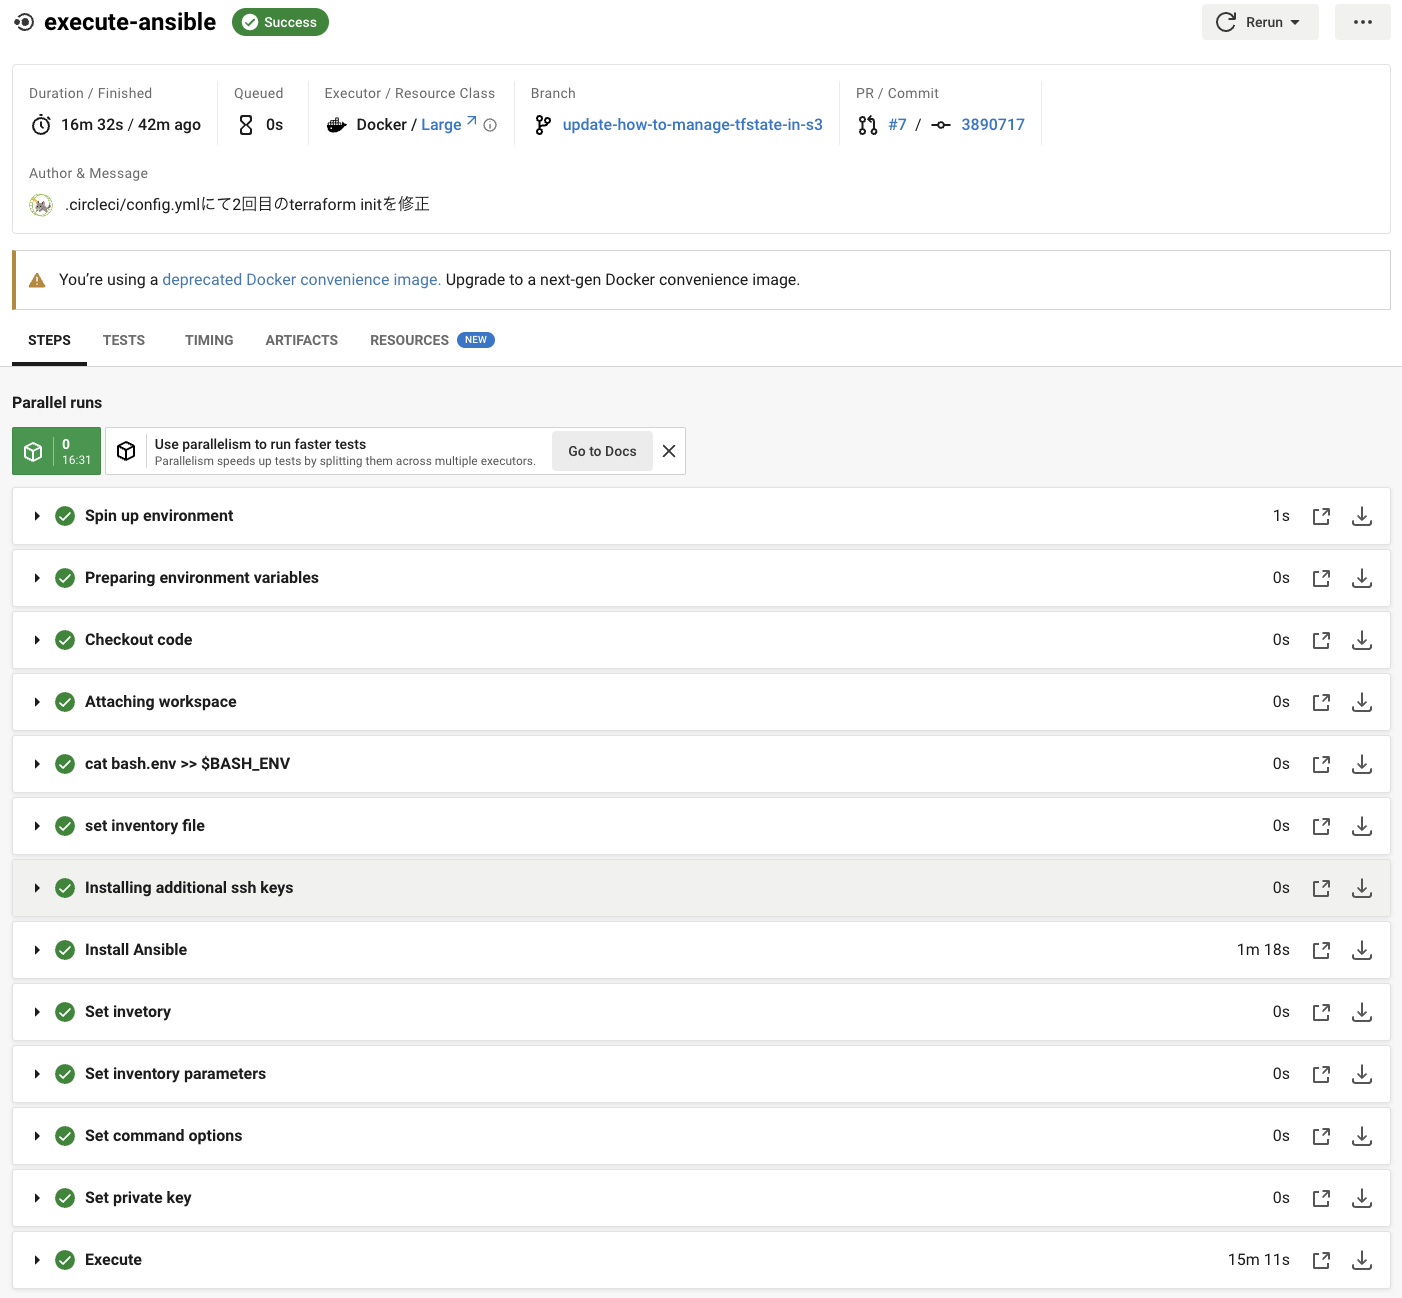 execute-ansible Success Rerun
Duration / Finished Queued Executor / Resource Class Branch PR / Commit
16m 32s / 42m ago 0s Docker / Large update-how-to-manage-tfstate-in-s3 #7 / 3890717
Author & Message
.circleci/config.ymlにて2回目のterraform initを修正
You’re using a deprecated Docker convenience image. Upgrade to a next-gen Docker convenience image.
STEPS TESTS TIMING ARTIFACTS RESOURCES NEW
Parallel runs
0
16:31
Use parallelism to run faster tests
Parallelism speeds up tests by splitting them across multiple executors.
Go to Docs
Spin up environment 1s
Preparing environment variables 0s
Checkout code 0s
Attaching workspace 0s
cat bash.env >> $BASH_ENV 0s
set inventory file 0s
Installing additional ssh keys 0s
Install Ansible 1m 18s
Set invetory 0s
Set inventory parameters 0s
Set command options 0s
Set private key 0s
Execute 15m 11s